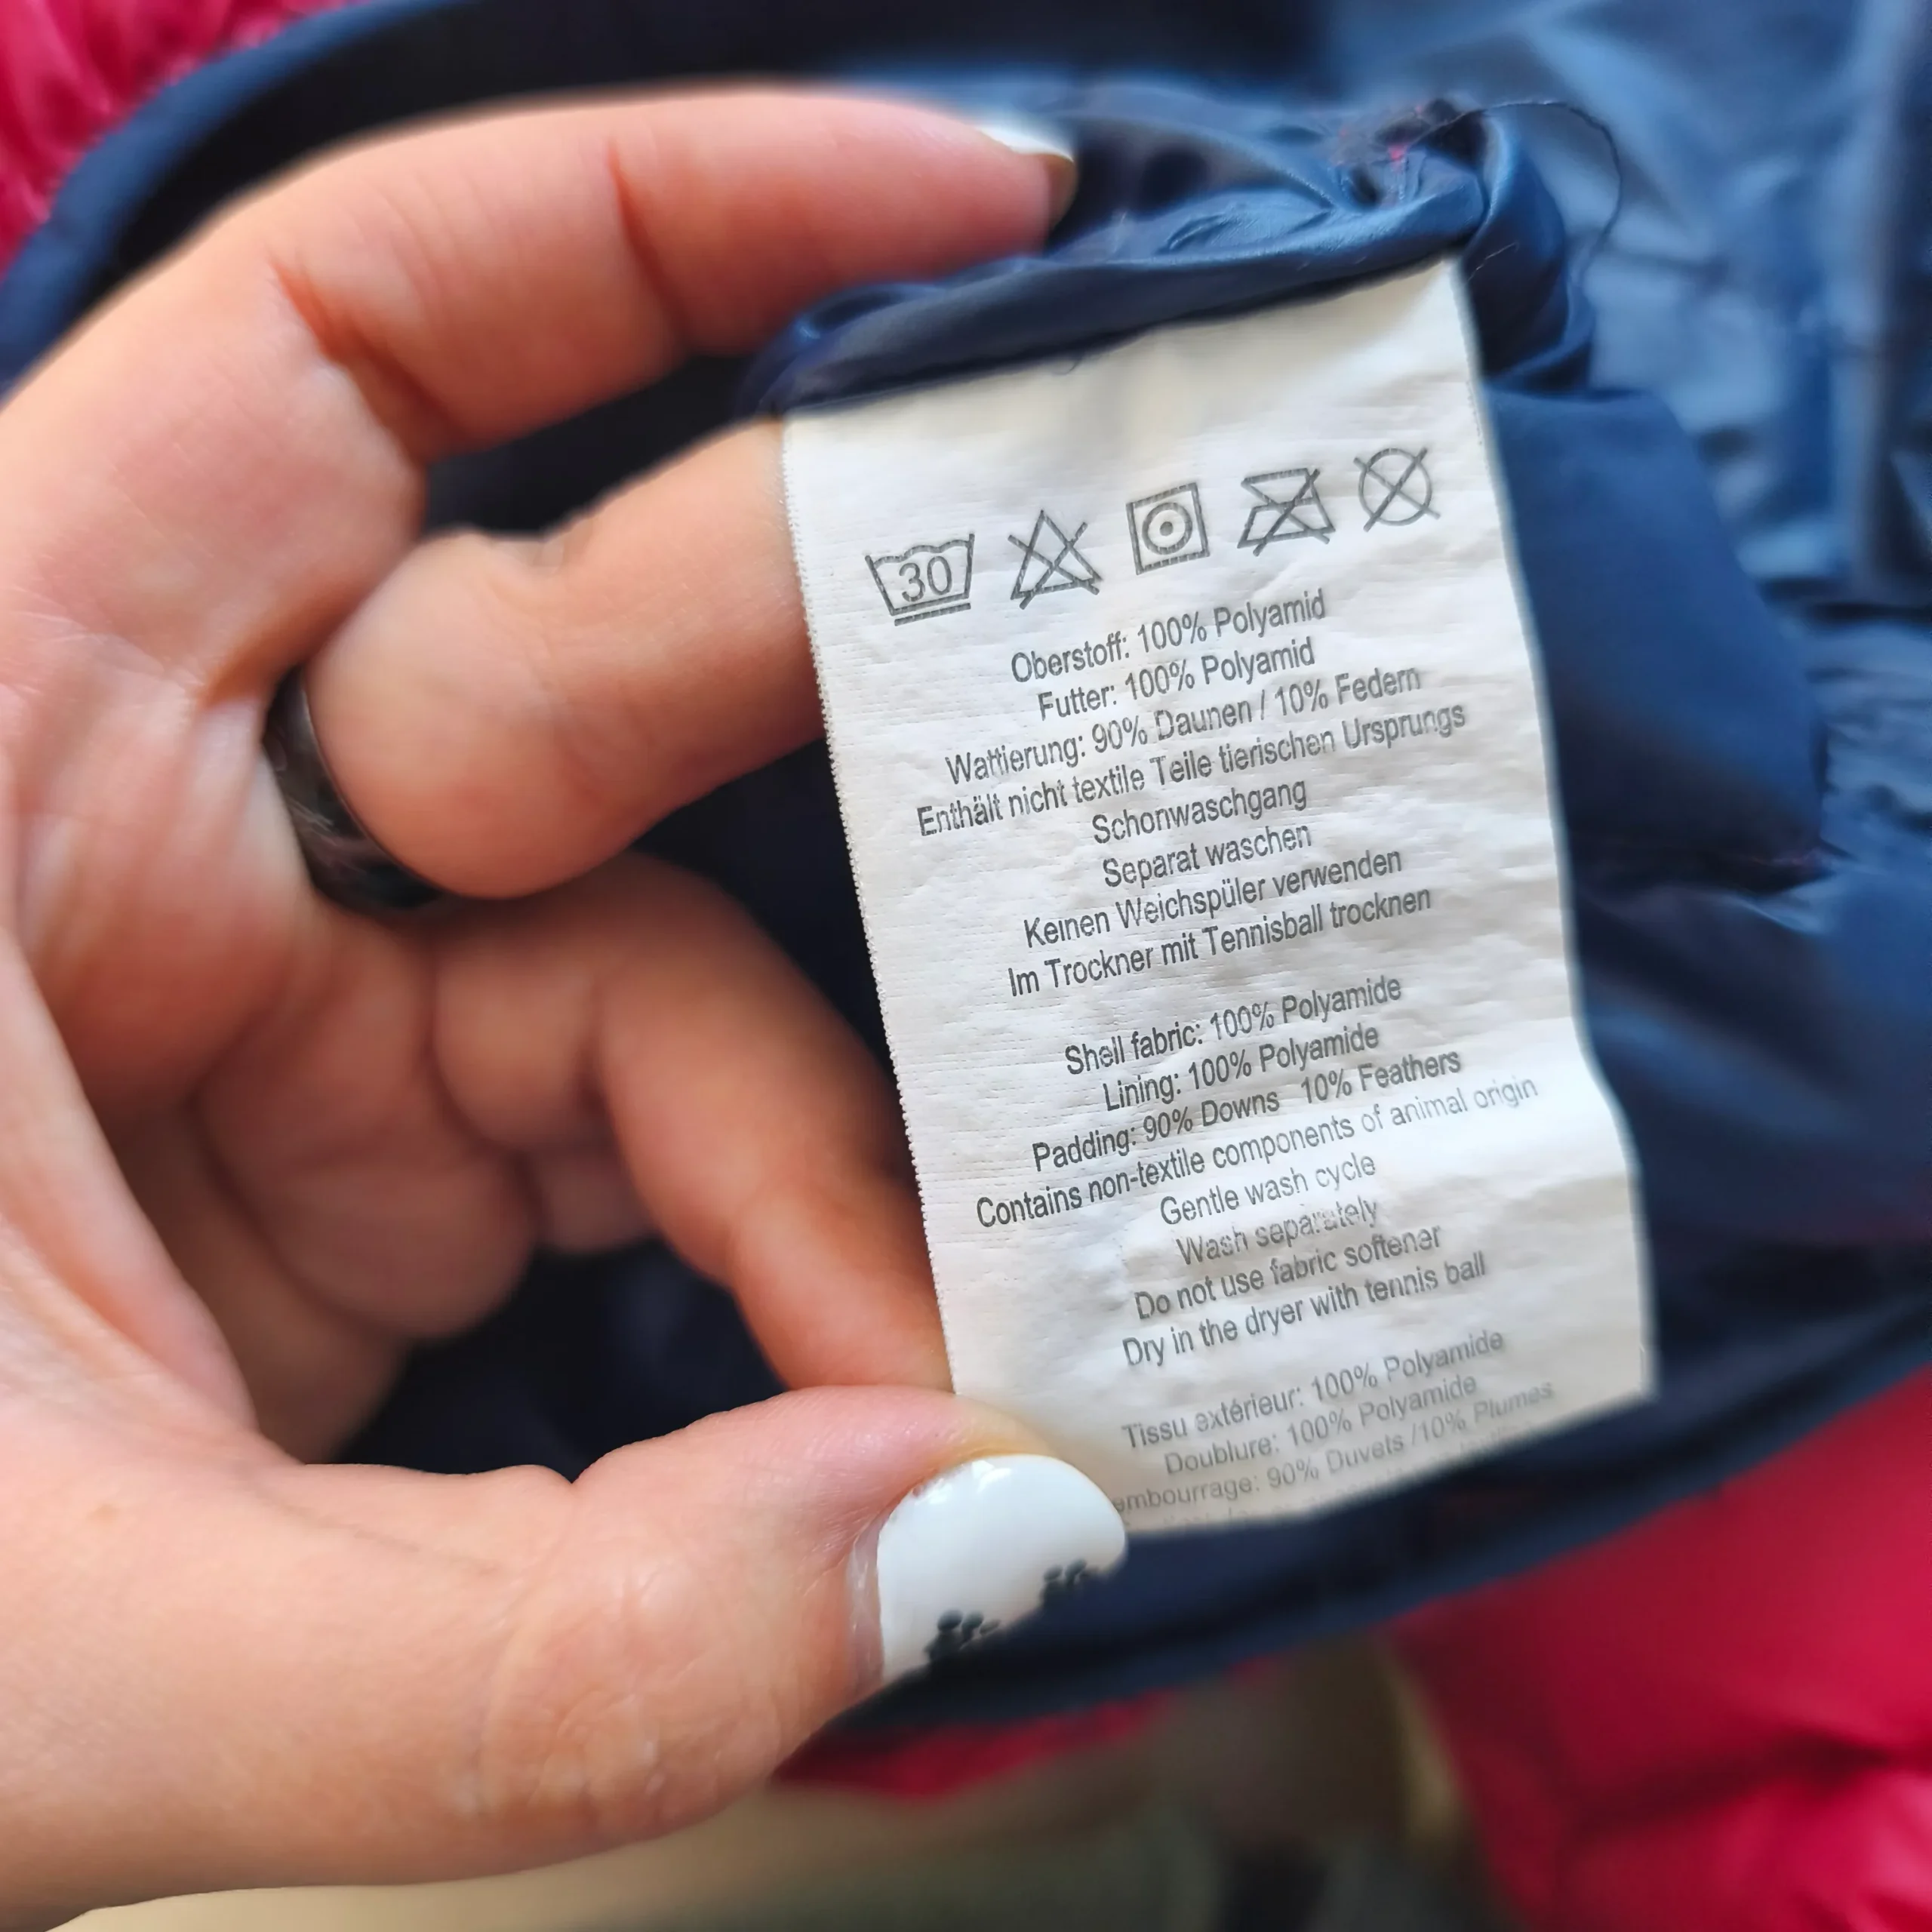 30
Oberstoff: 100% Polyamid
Futter: 100% Polyamid
Wattierung: 90% Daunen / 10% Federn
Enthält nicht textile Teile tierischen Ursprungs
Schonwaschgang
Separat waschen
Keinen Weichspüler verwenden
Im Trockner mit Tennisball trocknen
Shell fabric: 100% Polyamide
Lining: 100% Polyamide
Padding: 90% Downs 10% Feathers
Contains non-textile components of animal origin
Gentle wash cycle
Wash separately
Do not use fabric softener
Dry in the dryer with tennis ball
Tissu extérieur: 100% Polyamide
Doublure: 100% Polyamide
embourrage: 90% Duvets /10% Plumes